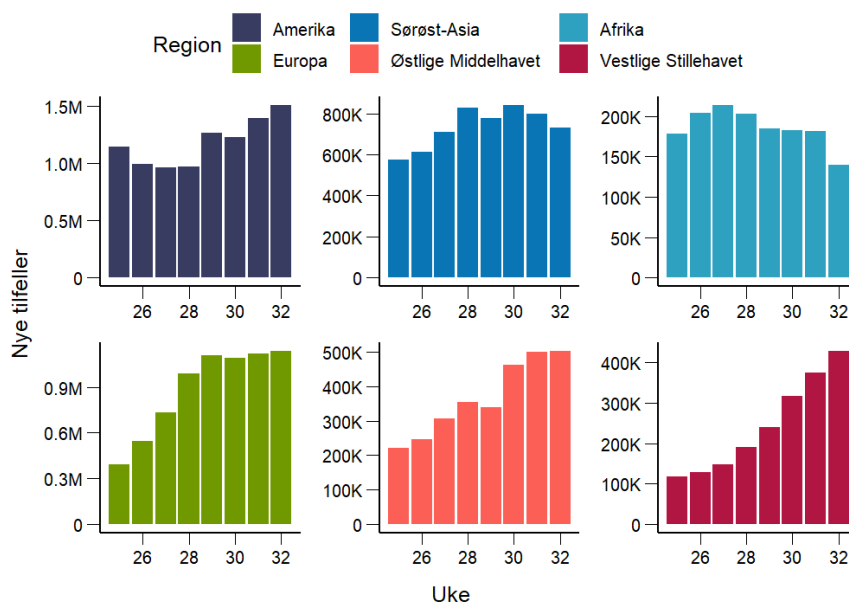 Region
Amerika
Sørøst-Asia
Afrika
Europa
Østlige Middelhavet
Vestlige Stillehavet
Nye tilfeller
1.5M
1.0M
0.5M
0
26 28 30 32
800K
600K
400K
200K
0
26 28 30 32
200K
150K
100K
50K
0
26 28 30 32
0.9M
0.6M
0.3M
0
26 28 30 32
500K
400K
300K
200K
100K
0
26 28 30 32
400K
300K
200K
100K
0
26 28 30 32
Uke